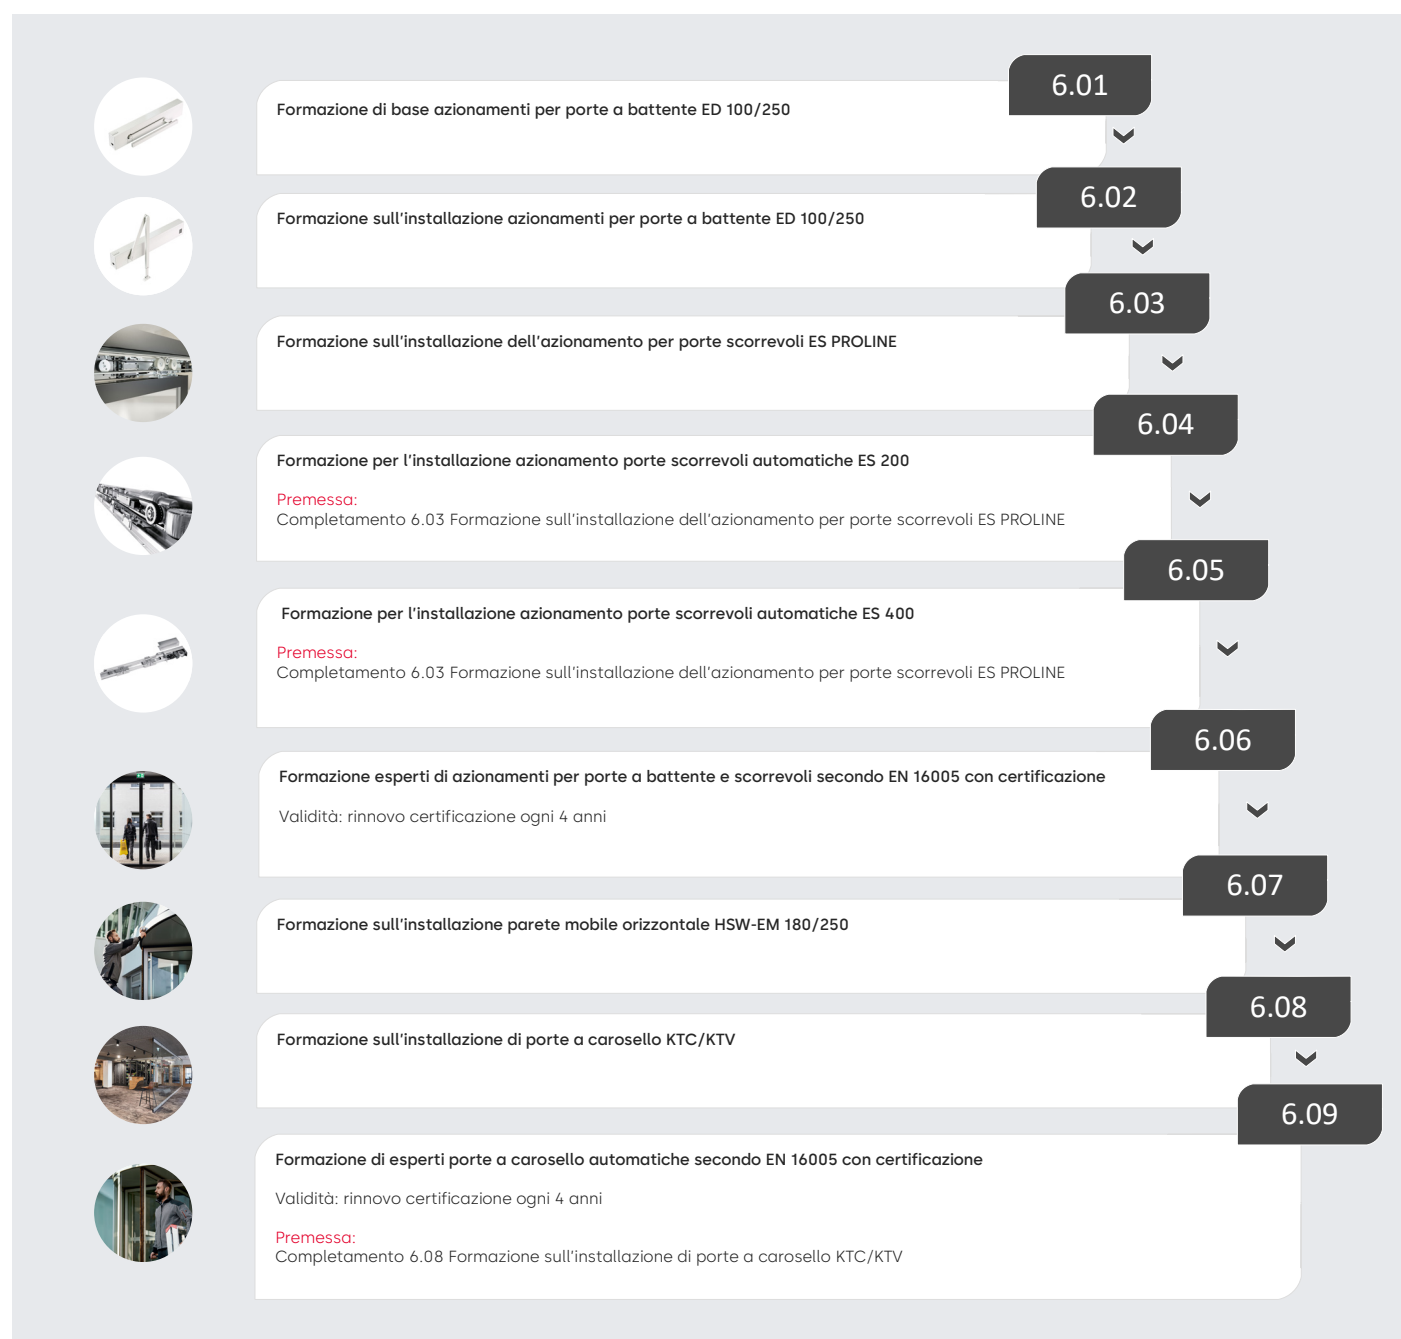 6.01
Formazione di base azionamenti per porte a battente ED 100/250
6.02
Formazione sull'installazione azionamenti per porte a battente ED 100/250
6.03
Formazione sull'installazione dell'azionamento per porte scorrevoli ES PROLINE
6.04
Formazione per l'installazione azionamento porte scorrevoli automatiche ES 200
Premessa:
Completamento 6.03 Formazione sull'installazione dell'azionamento per porte scorrevoli ES PROLINE
6.05
Formazione per l'installazione azionamento porte scorrevoli automatiche ES 400
Premessa:
Completamento 6.03 Formazione sull'installazione dell'azionamento per porte scorrevoli ES PROLINE
6.06
Formazione esperti di azionamenti per porte a battente e scorrevoli secondo EN 16005 con certificazione
Validità: rinnovo certificazione ogni 4 anni
6.07
Formazione sull'installazione parete mobile orizzontale HSW-EM 180/250
6.08
Formazione sull'installazione di porte a carosello KTC/KTV
6.09
Formazione di esperti porte a carosello automatiche secondo EN 16005 con certificazione
Validità: rinnovo certificazione ogni 4 anni
Premessa:
Completamento 6.08 Formazione sull'installazione di porte a carosello KTC/KTV